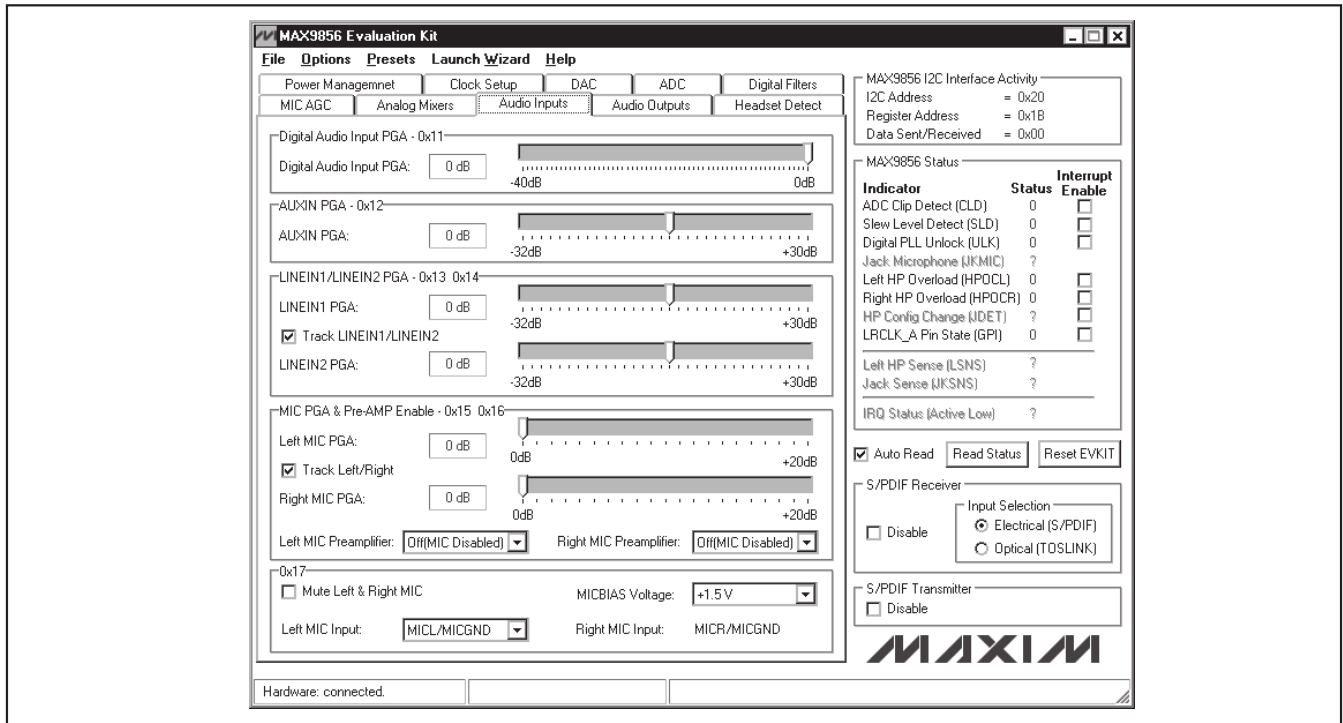 MAX9856 Evaluation Kit
File Options Presets Launch Wizard Help
Power Managemnet Clock Setup DAC ADC Digital Filters
MIC AGC Analog Mixers Audio Inputs Audio Outputs Headset Detect
Digital Audio Input PGA - 0x11
Digital Audio Input PGA: 0 dB
-40dB 0dB
AUXIN PGA - 0x12
AUXIN PGA: 0 dB
-32dB +30dB
LINEIN1/LINEIN2 PGA - 0x13 0x14
LINEIN1 PGA: 0 dB
-32dB +30dB
Track LINEIN1/LINEIN2
LINEIN2 PGA: 0 dB
-32dB +30dB
MIC PGA & Pre-AMP Enable - 0x15 0x16
Left MIC PGA: 0 dB
0dB +20dB
Track Left/Right
Right MIC PGA: 0 dB
0dB +20dB
Left MIC Preamplifier: Off(MIC Disabled) Right MIC Preamplifier: Off(MIC Disabled)
0x17
Mute Left & Right MIC MICBIAS Voltage: +1.5 V
Left MIC Input: MICL/MICGND Right MIC Input: MICR/MICGND
MAX9856 I2C Interface Activity
I2C Address = 0x20
Register Address = 0x1B
Data Sent/Received = 0x00
MAX9856 Status
Indicator Status Interrupt Enable
ADC Clip Detect (CLD) 0
Slew Level Detect (SLD) 0
Digital PLL Unlock (ULK) 0
Jack Microphone (JKMIC) ?
Left HP Overload (HPOCL) 0
Right HP Overload (HPOCR) 0
HP Config Change (JDET) ?
LRCLK_A Pin State (GPI) 0
Left HP Sense (LSNS) ?
Jack Sense (JKSNS) ?
IRQ Status (Active Low) ?
Auto Read Read Status Reset EVKIT
S/PDIF Receiver
Input Selection
Disable
Electrical (S/PDIF)
Optical (TOSLINK)
S/PDIF Transmitter
Disable
MAXIM
Hardware: connected.